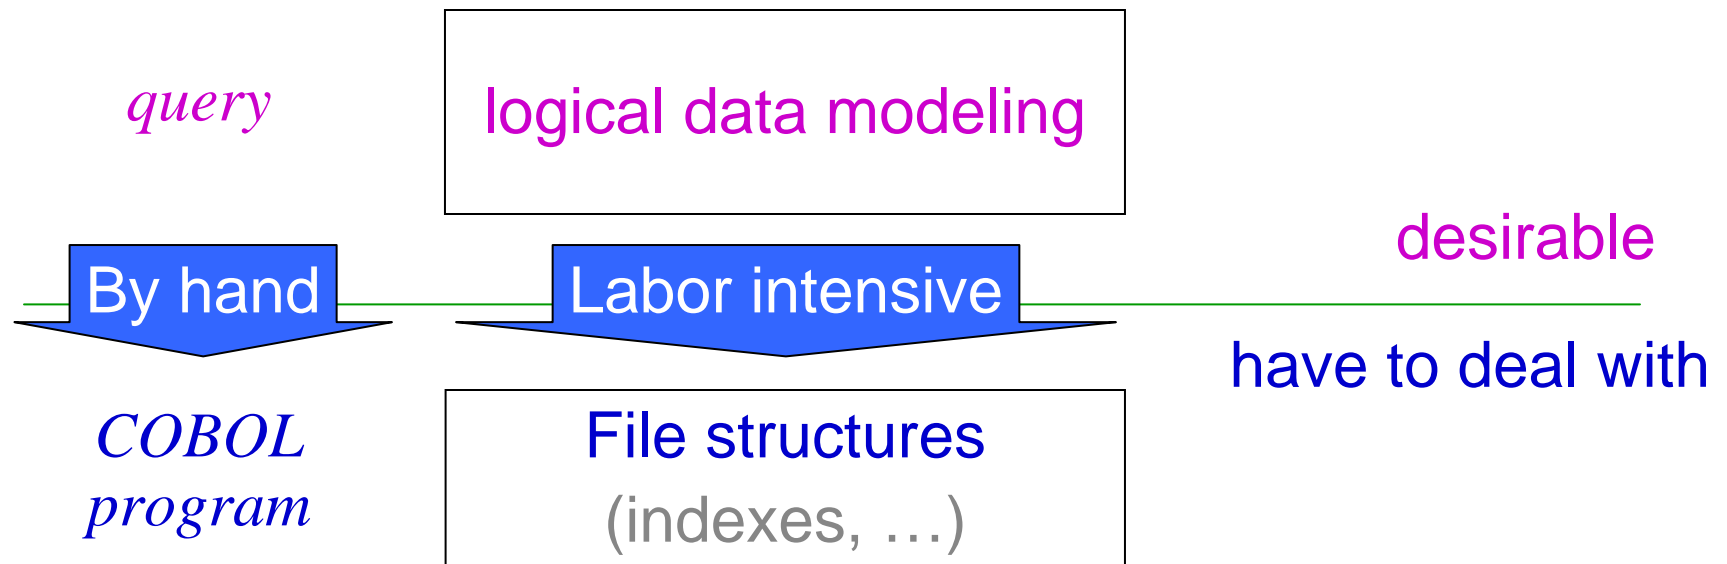 query
logical data modeling
desirable
By hand
Labor intensive
have to deal with
COBOL
program
File structures
(indexes, …)